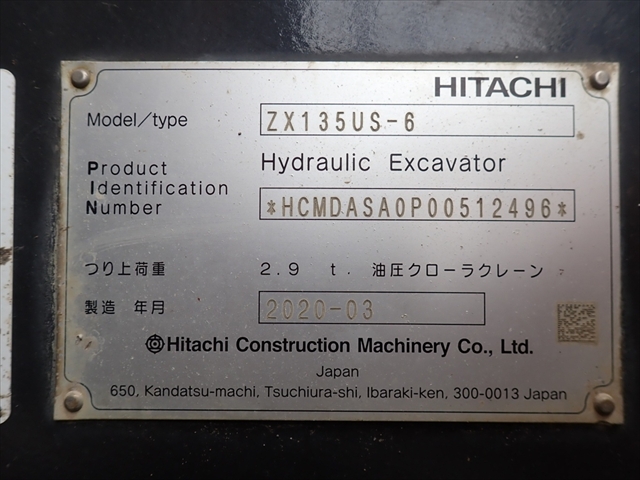 HITACHI
Model/type ZX135US-6
Product Identification Number Hydraulic Excavator
*HCMDASA0P00512496*
つり上荷重 2.9 t. 油圧クローラクレーン
製造 年月 2020-03
Hitachi Construction Machinery Co., Ltd.
Japan
650, Kandatsu-machi, Tsuchiura-shi, Ibaraki-ken, 300-0013 Japan